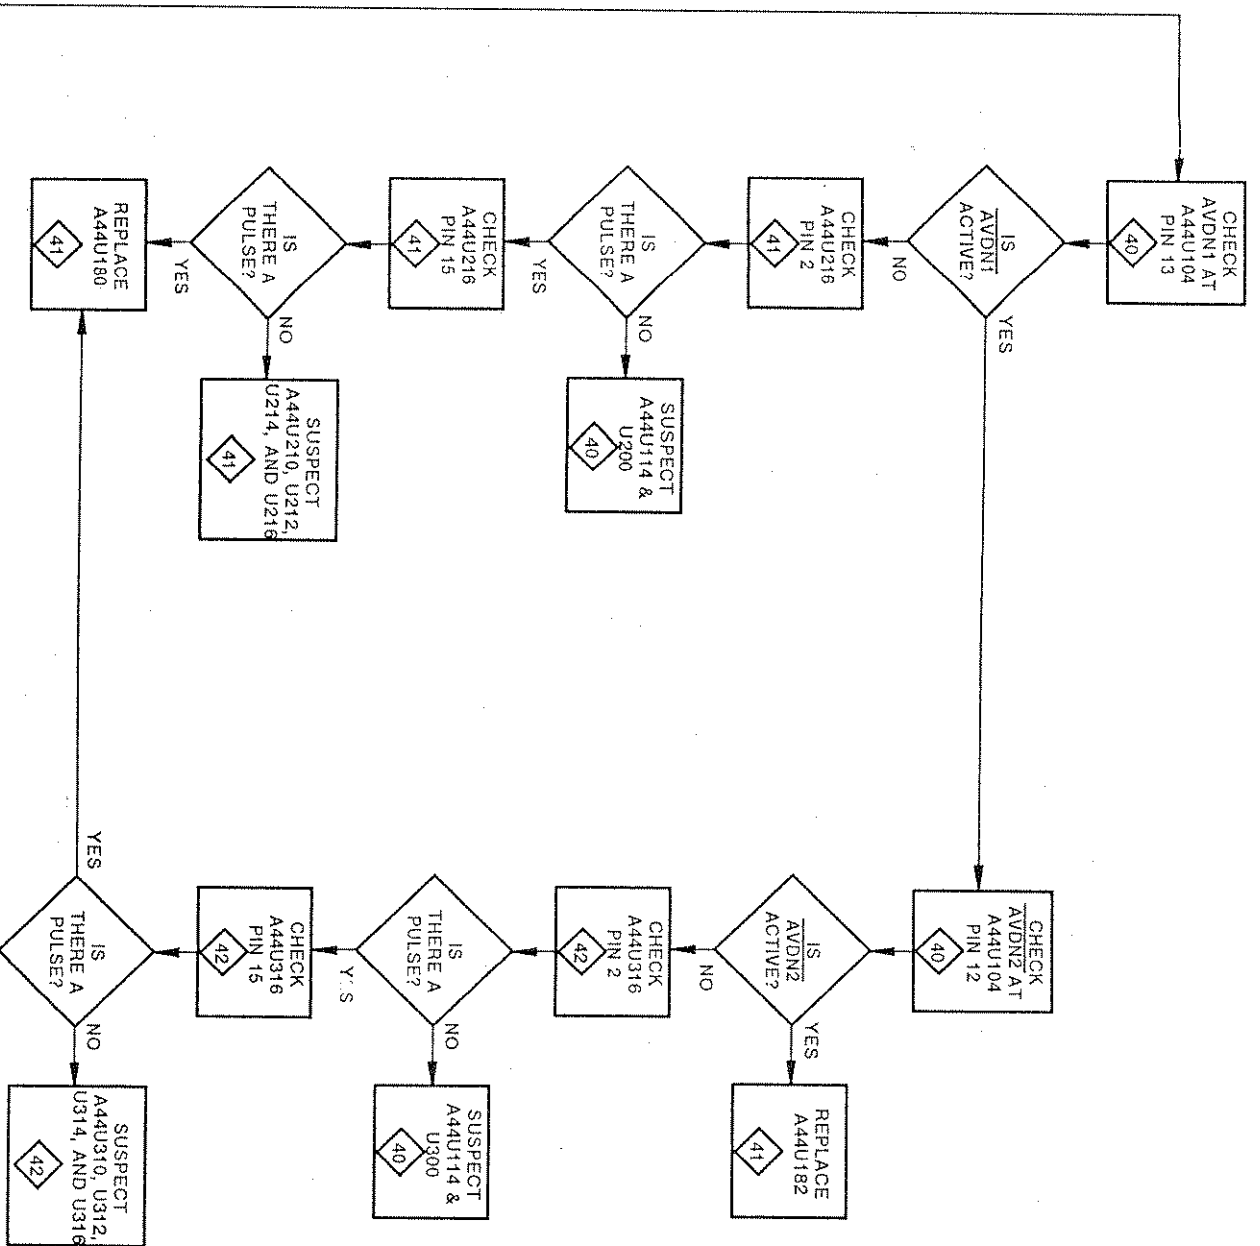 CHECK
AVDN1 AT
A44U104
PIN 13
40
IS
AVDN1
ACTIVE?
YES
NO
CHECK
A44U216
PIN 2
41
IS
THERE A
PULSE?
NO
YES
SUSPECT
A44U114 &
U200
40
CHECK
A44U216
PIN 15
41
IS
THERE A
PULSE?
NO
YES
SUSPECT
A44U210, U212,
U214, AND U216
41
REPLACE
A44U180
41
CHECK
AVDN2 AT
A44U104
PIN 12
40
IS
AVDN2
ACTIVE?
YES
NO
REPLACE
A44U182
41
CHECK
A44U316
PIN 2
42
IS
THERE A
PULSE?
NO
YES
SUSPECT
A44U114 &
U300
40
CHECK
A44U316
PIN 15
42
IS
THERE A
PULSE?
YES
NO
SUSPECT
A44U310, U312,
U314, AND U316
42